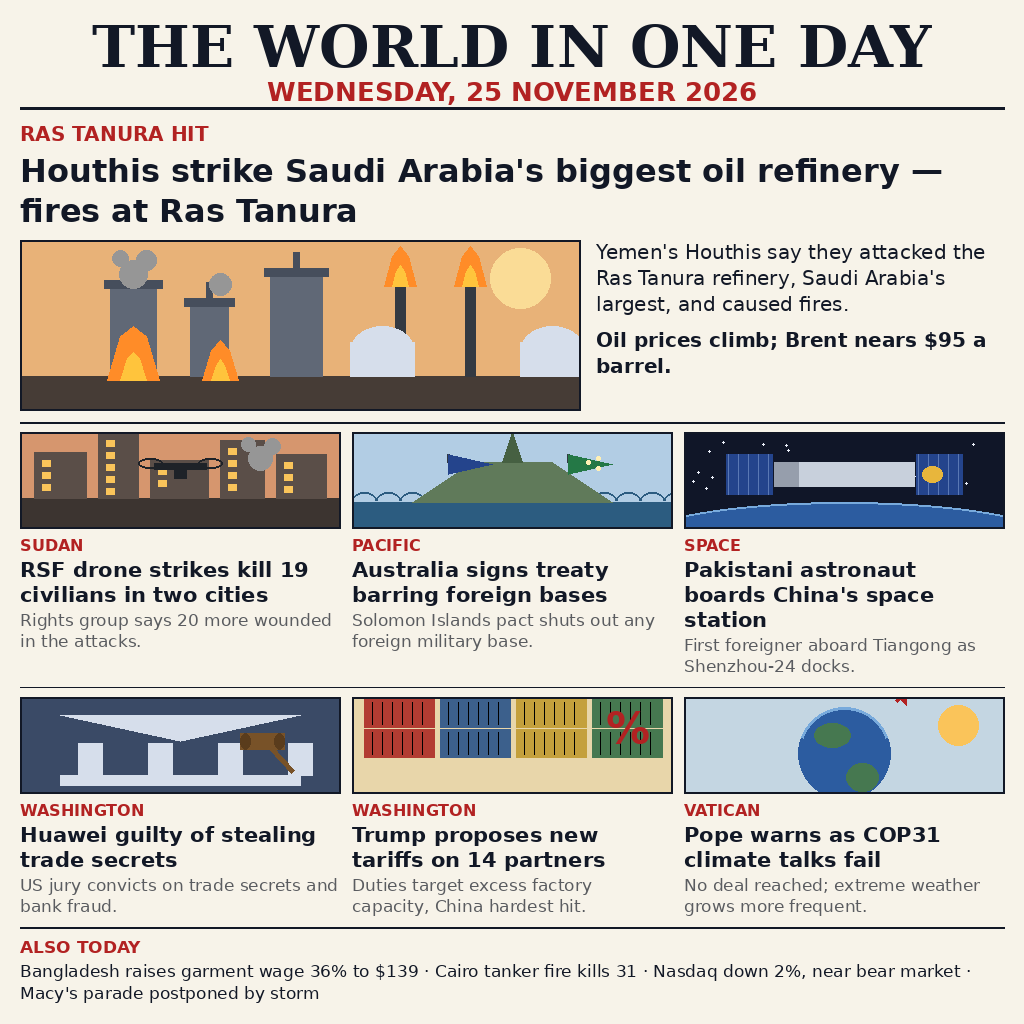 THE WORLD IN ONE DAY
WEDNESDAY, 25 NOVEMBER 2026
RAS TANURA HIT
Houthis strike Saudi Arabia's biggest oil refinery —
fires at Ras Tanura
Yemen's Houthis say they attacked the
Ras Tanura refinery, Saudi Arabia's
largest, and caused fires.
Oil prices climb; Brent nears $95 a
barrel.
SUDAN
RSF drone strikes kill 19
civilians in two cities
Rights group says 20 more wounded
in the attacks.
PACIFIC
Australia signs treaty
barring foreign bases
Solomon Islands pact shuts out any
foreign military base.
SPACE
Pakistani astronaut
boards China's space
station
First foreigner aboard Tiangong as
Shenzhou-24 docks.
WASHINGTON
Huawei guilty of stealing
trade secrets
US jury convicts on trade secrets and
bank fraud.
%
WASHINGTON
Trump proposes new
tariffs on 14 partners
Duties target excess factory
capacity, China hardest hit.
VATICAN
Pope warns as COP31
climate talks fail
No deal reached; extreme weather
grows more frequent.
ALSO TODAY
Bangladesh raises garment wage 36% to $139 · Cairo tanker fire kills 31 · Nasdaq down 2%, near bear market ·
Macy's parade postponed by storm